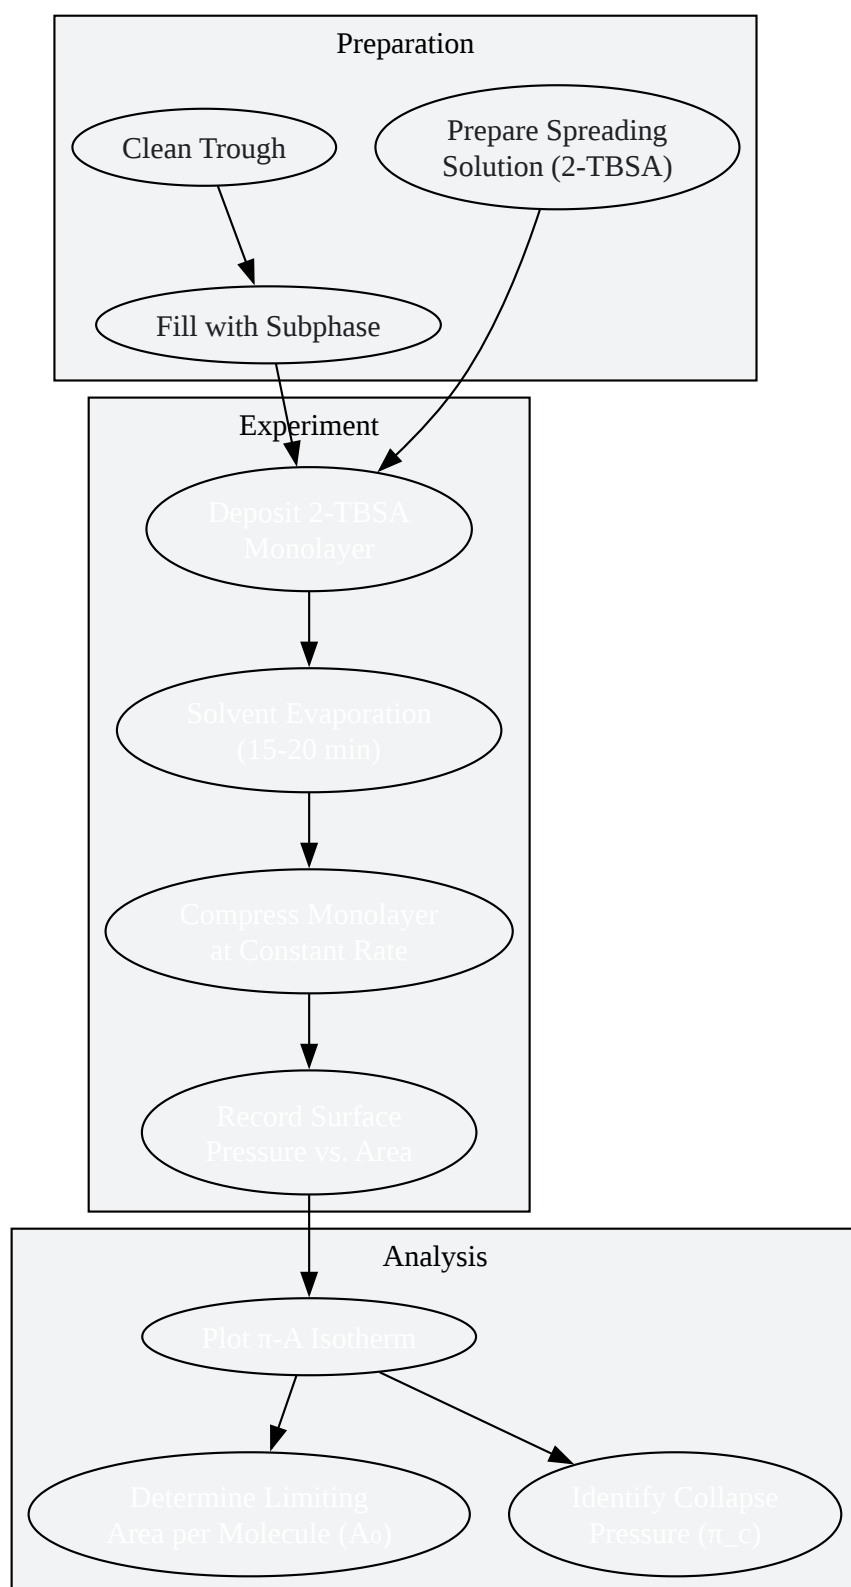 Preparation
Clean Trough
Prepare Spreading
Solution (2-TBSA)
Fill with Subphase
Experiment
Deposit 2-TBSA
Monolayer
Solvent Evaporation
(15-20 min)
Compress Monolayer
at Constant Rate
Record Surface
Pressure vs. Area
Analysis
Plot π-A Isotherm
Determine Limiting
Area per Molecule (A₀)
Identify Collapse
Pressure (π_c)